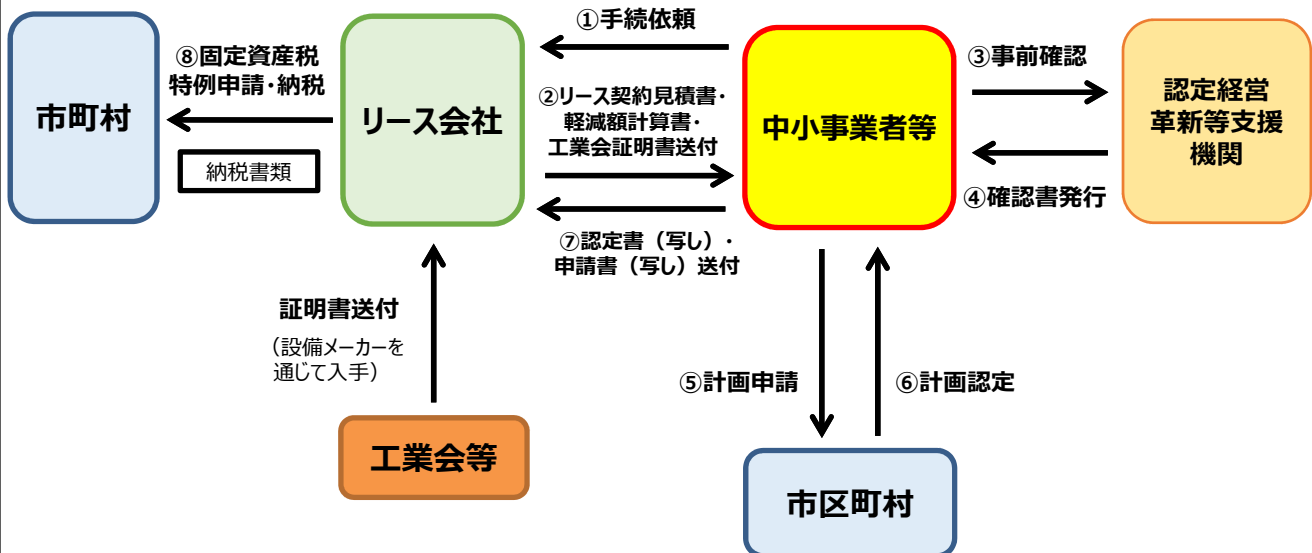 ①手続依頼
市町村
⑧固定資産税
特例申請・納税
納税書類
リース会社
②リース契約見積書・
軽減額計算書・
工業会証明書送付
中小事業者等
③事前確認
④確認書発行
認定経営
革新等支援
機関
⑦認定書（写し）・
申請書（写し）送付
証明書送付
（設備メーカーを
通じて入手）
工業会等
⑤計画申請
⑥計画認定
市区町村